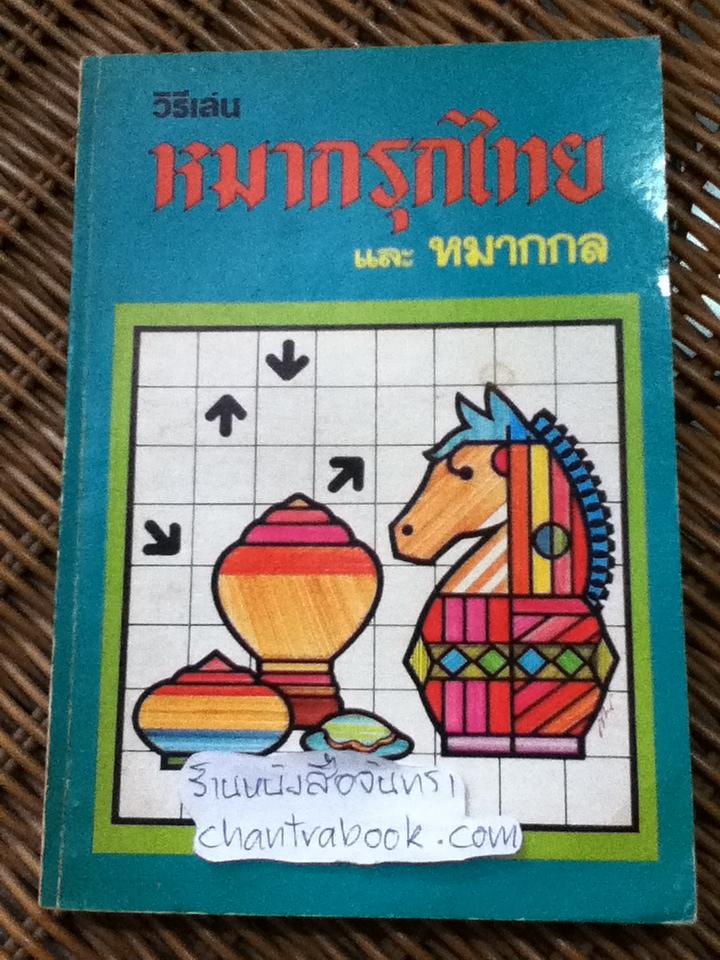 วิธีเล่น
หมากรุกไทย
และ หมากกล
ร้านหนังสือจันทรา
chantrabook.com